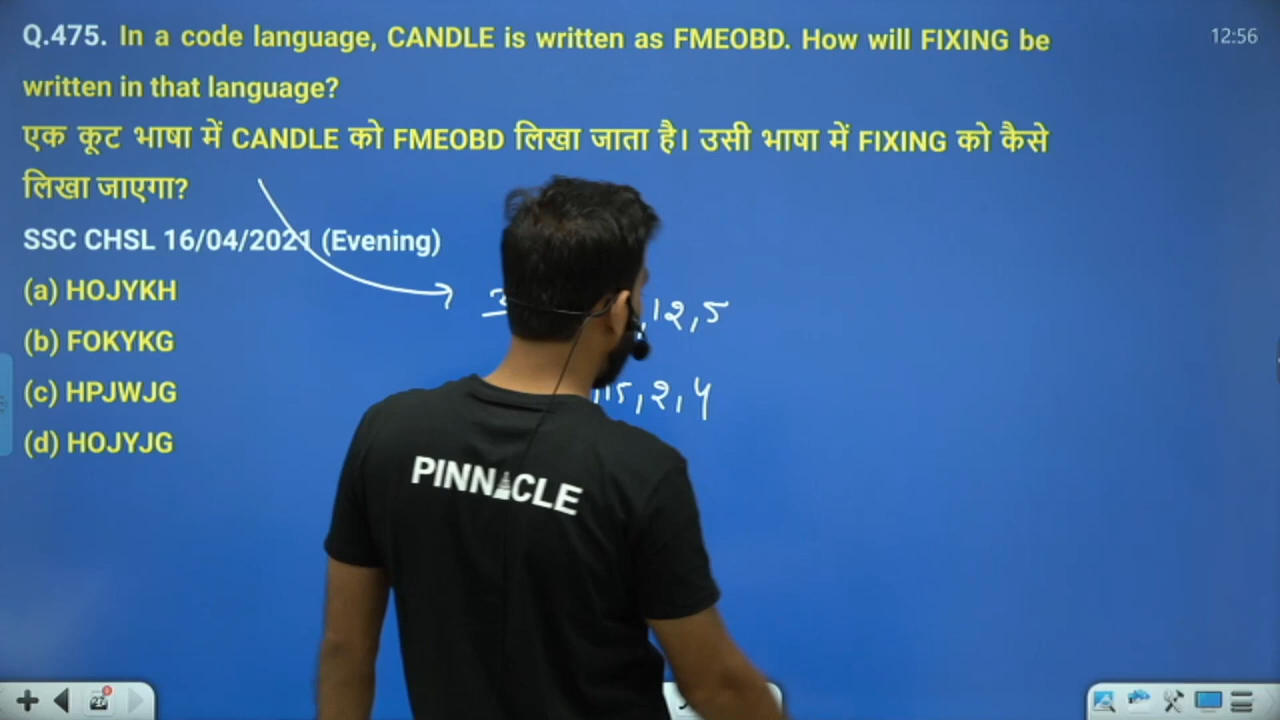 Q.475. In a code language, CANDLE is written as FMEOBD. How will FIXING be
written in that language?
एक कूट भाषा में CANDLE को FMEOBD लिखा जाता है। उसी भाषा में FIXING को कैसे
लिखा जाएगा?
SSC CHSL 16/04/2021 (Evening)
(a) HOJYKH
(b) FOKYKG
(c) HPJWJG
(d) HOJYJG
,12,5
,15,2,4
PINNACLE
12:56